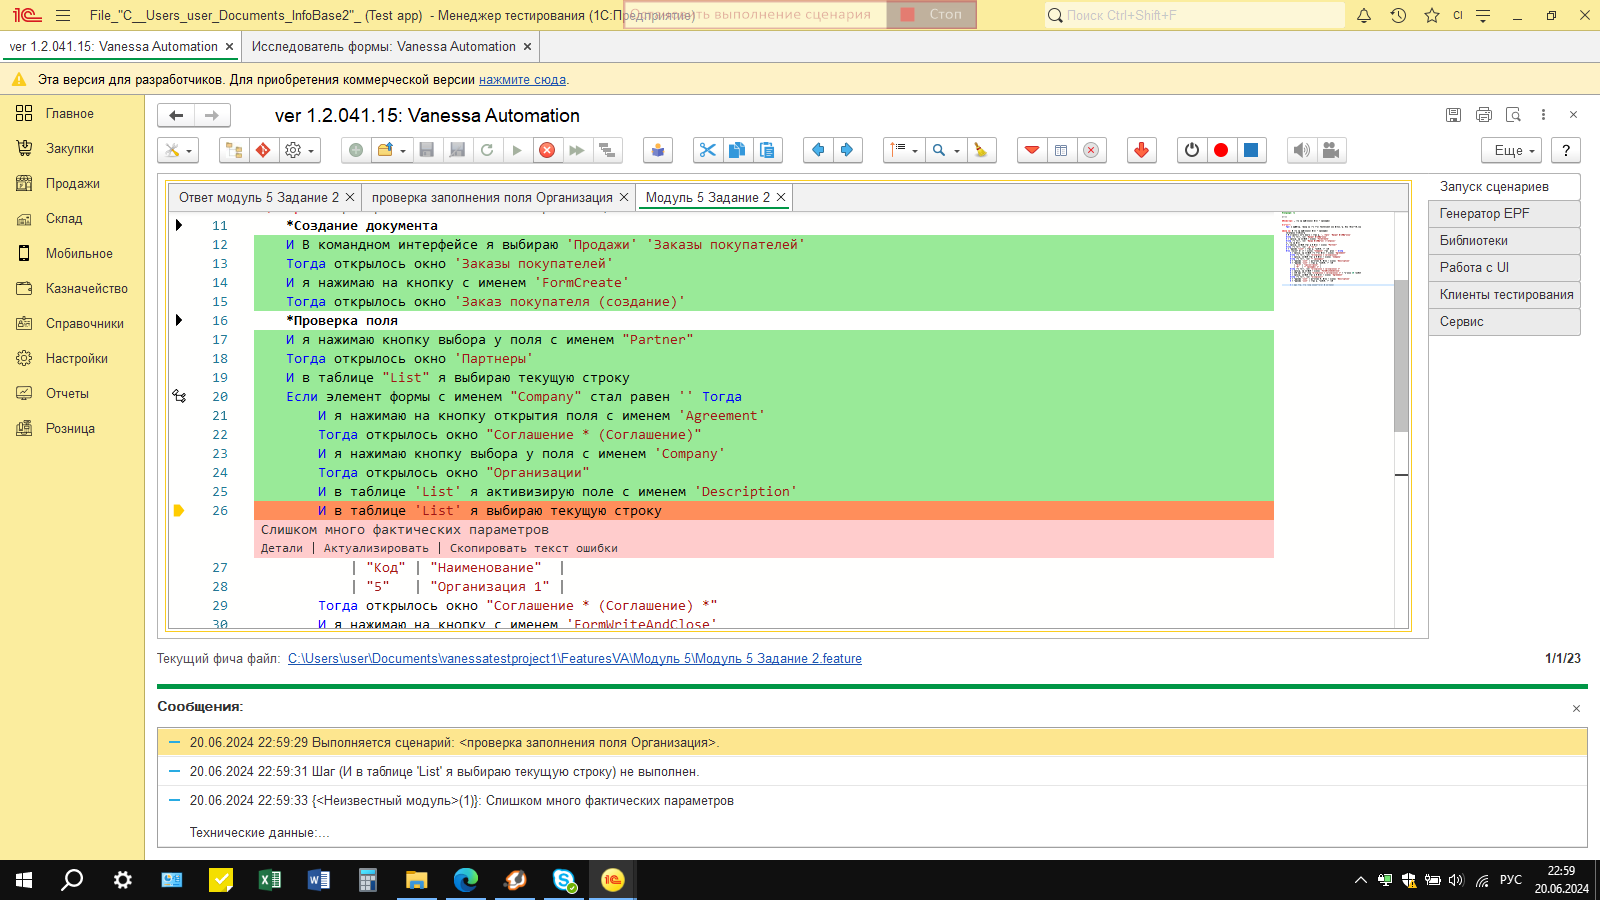 File_"C__Users_user_Documents_InfoBase2"_ (Test app) - Менеджер тестирования (1С:Предприятие)
Стоп
Поиск Ctrl+Shift+F
CI
ver 1.2.041.15: Vanessa Automation
Исследователь формы: Vanessa Automation
Эта версия для разработчиков. Для приобретения коммерческой версии нажмите сюда.
Главное
Закупки
Продажи
Склад
Мобильное
Казначейство
Справочники
Настройки
Отчеты
Розница
ver 1.2.041.15: Vanessa Automation
Еще
?
Ответ модуль 5 Задание 2
проверка заполнения поля Организация
Модуль 5 Задание 2
11 *Создание документа
12 И В командном интерфейсе я выбираю 'Продажи' 'Заказы покупателей'
13 Тогда открылось окно 'Заказы покупателей'
14 И я нажимаю на кнопку с именем 'FormCreate'
15 Тогда открылось окно 'Заказ покупателя (создание)'
16 *Проверка поля
17 И я нажимаю кнопку выбора у поля с именем "Partner"
18 Тогда открылось окно 'Партнеры'
19 И в таблице "List" я выбираю текущую строку
20 Если элемент формы с именем "Company" стал равен '' Тогда
21 И я нажимаю на кнопку открытия поля с именем 'Agreement'
22 Тогда открылось окно "Соглашение * (Соглашение)"
23 И я нажимаю кнопку выбора у поля с именем 'Company'
24 Тогда открылось окно "Организации"
25 И в таблице 'List' я активизирую поле с именем 'Description'
26 И в таблице 'List' я выбираю текущую строку
Слишком много фактических параметров
Детали | Актуализировать | Скопировать текст ошибки
27 | "Код" | "Наименование" |
28 | "5" | "Организация 1" |
29 Тогда открылось окно "Соглашение * (Соглашение) *"
30 И я нажимаю на кнопку с именем 'FormWriteAndClose'
Запуск сценариев
Генератор EPF
Библиотеки
Работа с UI
Клиенты тестирования
Сервис
Текущий фича файл: C:\Users\user\Documents\vanessatestproject1\FeaturesVA\Модуль 5\Модуль 5 Задание 2.feature
1/1/23
Сообщения:
20.06.2024 22:59:29 Выполняется сценарий: <проверка заполнения поля Организация>.
20.06.2024 22:59:31 Шаг (И в таблице 'List' я выбираю текущую строку) не выполнен.
20.06.2024 22:59:33 {<Неизвестный модуль>(1)}: Слишком много фактических параметров
Технические данные:...
РУС
22:59
20.06.2024